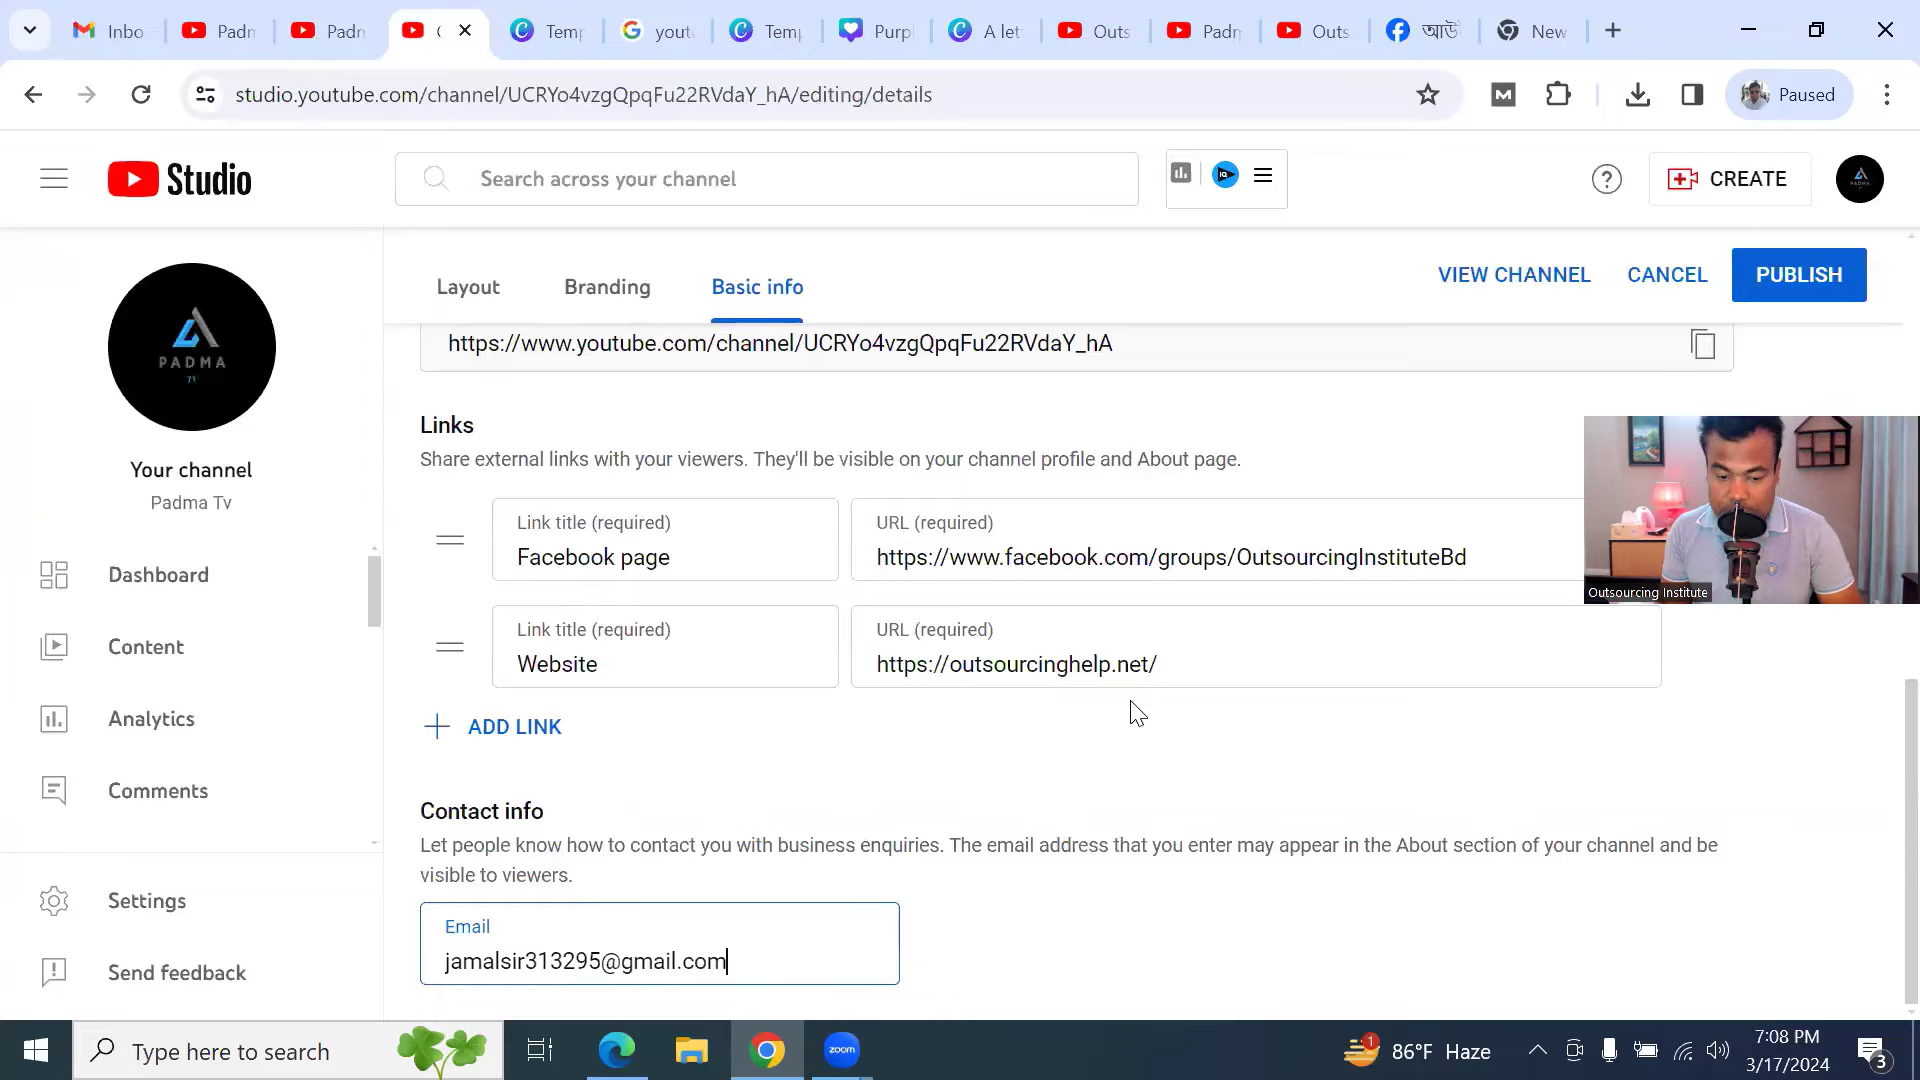 Inbo
Padn
Padn
(
Temp
yout
Temp
Purpl
A let
Outs
Padn
Outs
আউ
New
studio.youtube.com/channel/UCRYo4vzgQpqFu22RVdaY_hA/editing/details
M
Paused
Studio
Search across your channel
IQ
CREATE
Layout
Branding
Basic info
VIEW CHANNEL
CANCEL
PUBLISH
PADMA
Your channel
Padma Tv
Dashboard
Content
Analytics
Comments
Settings
Send feedback
https://www.youtube.com/channel/UCRYo4vzgQpqFu22RVdaY_hA
Links
Share external links with your viewers. They'll be visible on your channel profile and About page.
Link title (required)
Facebook page
URL (required)
https://www.facebook.com/groups/OutsourcingInstituteBd
Link title (required)
Website
URL (required)
https://outsourcinghelp.net/
ADD LINK
Outsourcing Institute
Contact info
Let people know how to contact you with business enquiries. The email address that you enter may appear in the About section of your channel and be
visible to viewers.
Email
jamalsir313295@gmail.com
Type here to search
zoom
1
86°F Haze
7:08 PM
3/17/2024
3